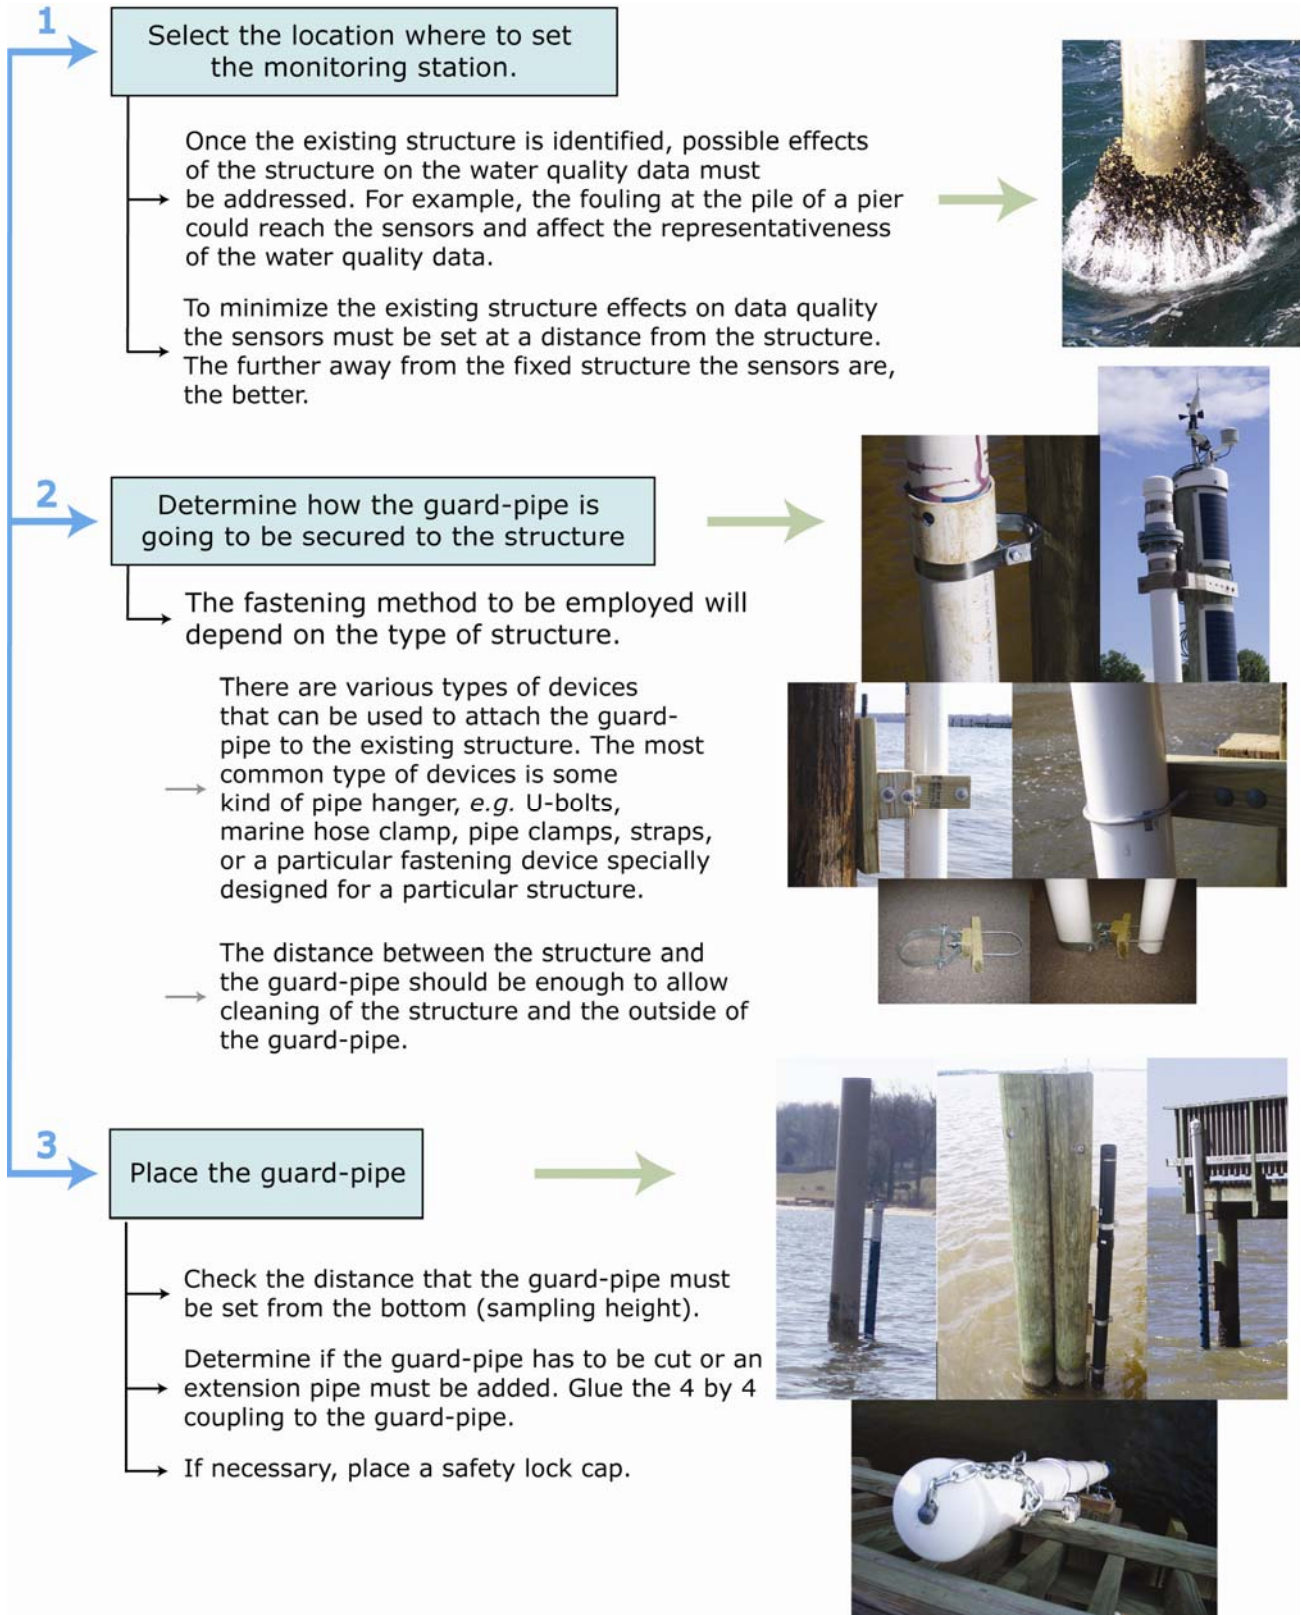 1
Select the location where to set
the monitoring station.
Once the existing structure is identified, possible effects
of the structure on the water quality data must
be addressed. For example, the fouling at the pile of a pier
could reach the sensors and affect the representativeness
of the water quality data.
To minimize the existing structure effects on data quality
the sensors must be set at a distance from the structure.
The further away from the fixed structure the sensors are,
the better.
2
Determine how the guard-pipe is
going to be secured to the structure
The fastening method to be employed will
depend on the type of structure.
There are various types of devices
that can be used to attach the guard-
pipe to the existing structure. The most
common type of devices is some
kind of pipe hanger, e.g. U-bolts,
marine hose clamp, pipe clamps, straps,
or a particular fastening device specially
designed for a particular structure.
The distance between the structure and
the guard-pipe should be enough to allow
cleaning of the structure and the outside of
the guard-pipe.
3
Place the guard-pipe
Check the distance that the guard-pipe must
be set from the bottom (sampling height).
Determine if the guard-pipe has to be cut or an
extension pipe must be added. Glue the 4 by 4
coupling to the guard-pipe.
If necessary, place a safety lock cap.